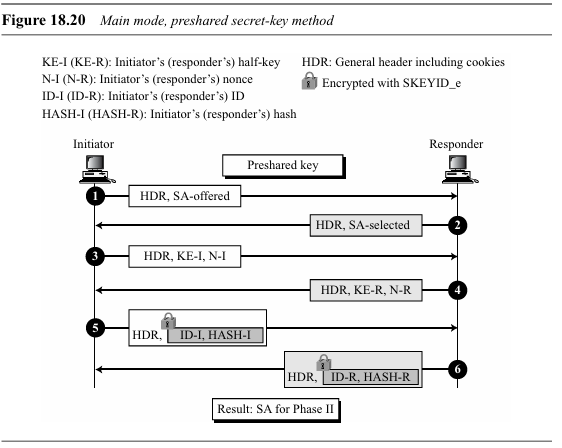 Figure 18.20 Main mode, preshared secret-key method
KE-I (KE-R): Initiator's (responder's) half-key
N-I (N-R): Initiator's (responder's) nonce
ID-I (ID-R): Initiator's (responder's) ID
HASH-I (HASH-R): Initiator's (responder's) hash
HDR: General header including cookies
Encrypted with SKEYID_e
Initiator
Responder
Preshared key
1 HDR, SA-offered
HDR, SA-selected 2
3 HDR, KE-I, N-I
HDR, KE-R, N-R 4
5 HDR, ID-I, HASH-I
HDR, ID-R, HASH-R 6
Result: SA for Phase II